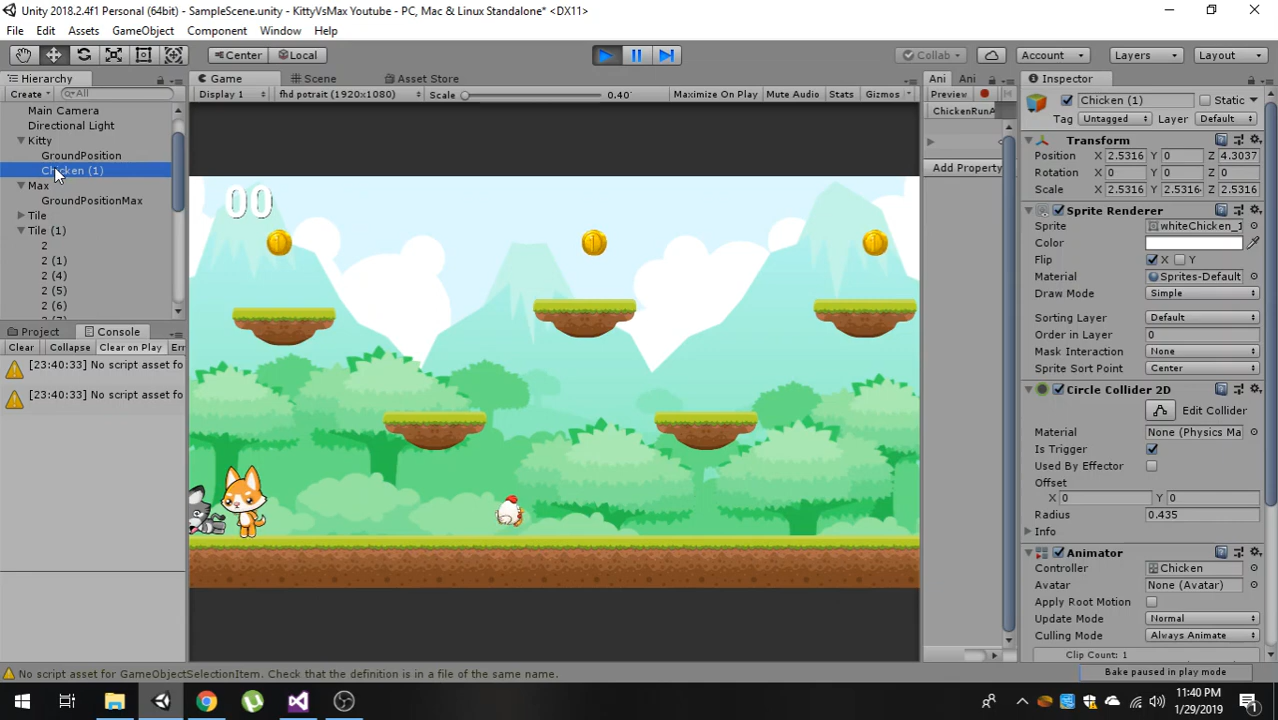 Unity 2018.2.4f1 Personal (64bit) - SampleScene.unity - KittyVsMax Youtube - PC, Mac & Linux Standalone* <DX11>
File Edit Assets GameObject Component Window Help
Center Local Collab Account Layers Layout
Hierarchy Game Scene Asset Store Ani Ani Inspector
Create All Display 1 fhd potrait (1920x1080) Scale 0.40 Maximize On Play Mute Audio Stats Gizmos Preview Chicken (1) Static
Main Camera
Directional Light
Kitty
GroundPosition
Chicken (1)
Max
GroundPositionMax
Tile
Tile (1)
2
2 (1)
2 (4)
2 (5)
2 (6)
Project Console
Clear Collapse Clear on Play Err
[23:40:33] No script asset fo
[23:40:33] No script asset fo
00
ChickenRunA
Add Property
Tag Untagged Layer Default
Transform
Position X 2.5316 Y 0 Z 4.3037
Rotation X 0 Y 0 Z 0
Scale X 2.5316 Y 2.5316 Z 2.5316
Sprite Renderer
Sprite whiteChicken_1
Color
Flip X Y
Material Sprites-Default
Draw Mode Simple
Sorting Layer Default
Order in Layer 0
Mask Interaction None
Sprite Sort Point Center
Circle Collider 2D
Edit Collider
Material None (Physics Ma
Is Trigger
Used By Effector
Offset
X 0 Y 0
Radius 0.435
Info
Animator
Controller Chicken
Avatar None (Avatar)
Apply Root Motion
Update Mode Normal
Culling Mode Always Animate
Clip Count: 1
No script asset for GameObjectSelectionItem. Check that the definition is in a file of the same name.
Bake paused in play mode
11:40 PM
1/29/2019
1